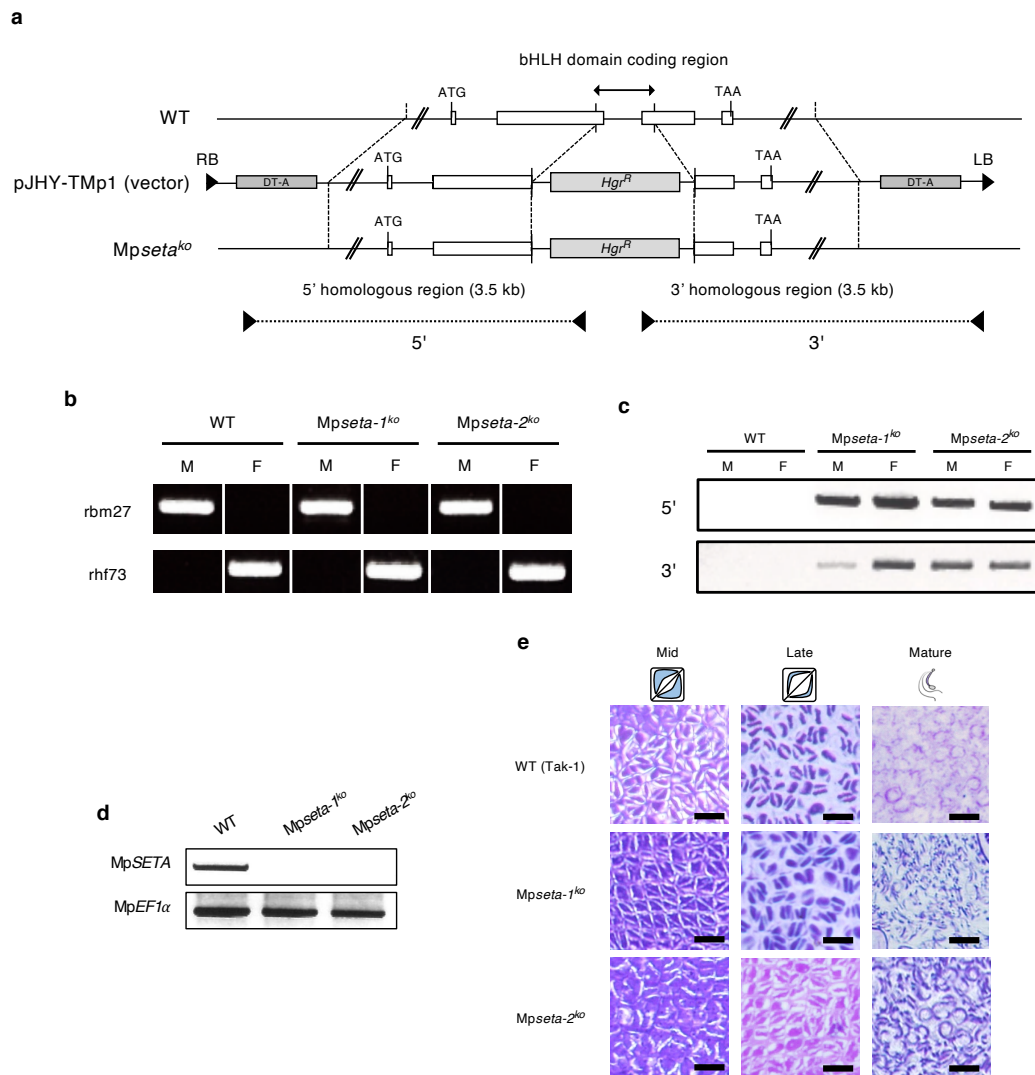 a
bHLH domain coding region
ATG TAA
WT
RB ATG TAA LB
pJHY-TMp1 (vector) DT-A Hgr^R DT-A
ATG TAA
Mpseta^ko Hgr^R
5' homologous region (3.5 kb) 3' homologous region (3.5 kb)
5' 3'
b
WT Mpseta-1^ko Mpseta-2^ko
M F M F M F
rbm27
rhf73
c
WT Mpseta-1^ko Mpseta-2^ko
M F M F M F
5'
3'
d
WT Mpseta-1^ko Mpseta-2^ko
MpSETA
MpEF1α
e
Mid Late Mature
WT (Tak-1)
Mpseta-1^ko
Mpseta-2^ko